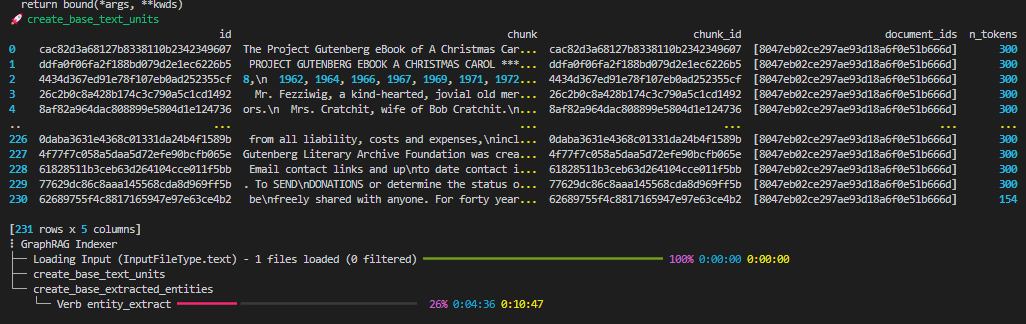 return bound(*args, **kwds)
🚀 create_base_text_units
id chunk chunk_id document_ids n_tokens
0 cac82d3a68127b8338110b2342349607 The Project Gutenberg eBook of A Christmas Car... cac82d3a68127b8338110b2342349607 [8047eb02ce297ae93d18a6f0e51b666d] 300
1 ddfa0f06fa2f188bd079d2e1ec6226b5 PROJECT GUTENBERG EBOOK A CHRISTMAS CAROL ***... ddfa0f06fa2f188bd079d2e1ec6226b5 [8047eb02ce297ae93d18a6f0e51b666d] 300
2 4434d367ed91e78f107eb0ad252355cf 8,\n 1962, 1964, 1966, 1967, 1969, 1971, 1972... 4434d367ed91e78f107eb0ad252355cf [8047eb02ce297ae93d18a6f0e51b666d] 300
3 26c2b0c8a428b174c3c790a5c1cd1492 Mr. Fezziwig, a kind-hearted, jovial old mer... 26c2b0c8a428b174c3c790a5c1cd1492 [8047eb02ce297ae93d18a6f0e51b666d] 300
4 8af82a964dac808899e5804d1e124736 ors.\n Mrs. Cratchit, wife of Bob Cratchit.\n... 8af82a964dac808899e5804d1e124736 [8047eb02ce297ae93d18a6f0e51b666d] 300
.. ... ... ... ... ...
226 0daba3631e4368c01331da24b4f1589b from all liability, costs and expenses,\nincl... 0daba3631e4368c01331da24b4f1589b [8047eb02ce297ae93d18a6f0e51b666d] 300
227 4f77f7c058a5daa5d72efe90bcfb065e Gutenberg Literary Archive Foundation was crea... 4f77f7c058a5daa5d72efe90bcfb065e [8047eb02ce297ae93d18a6f0e51b666d] 300
228 61828511b3ceb63d264104cce011f5bb Email contact links and up\nto date contact i... 61828511b3ceb63d264104cce011f5bb [8047eb02ce297ae93d18a6f0e51b666d] 300
229 77629dc86c8aaa145568cda8d969ff5b . To SEND\nDONATIONS or determine the status o... 77629dc86c8aaa145568cda8d969ff5b [8047eb02ce297ae93d18a6f0e51b666d] 300
230 62689755f4c8817165947e97e63ce4b2 be\nfreely shared with anyone. For forty year... 62689755f4c8817165947e97e63ce4b2 [8047eb02ce297ae93d18a6f0e51b666d] 154
[231 rows x 5 columns]
⠇ GraphRAG Indexer
├── Loading Input (InputFileType.text) - 1 files loaded (0 filtered) 100% 0:00:00 0:00:00
├── create_base_text_units
└── create_base_extracted_entities
└── Verb entity_extract 26% 0:04:36 0:10:47